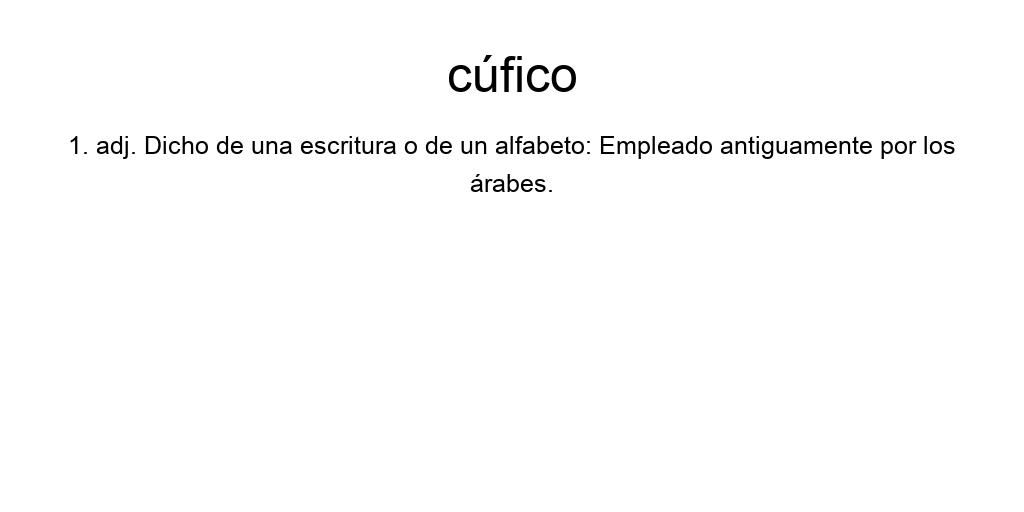 cúfico
1. adj. Dicho de una escritura o de un alfabeto: Empleado antiguamente por los
árabes.